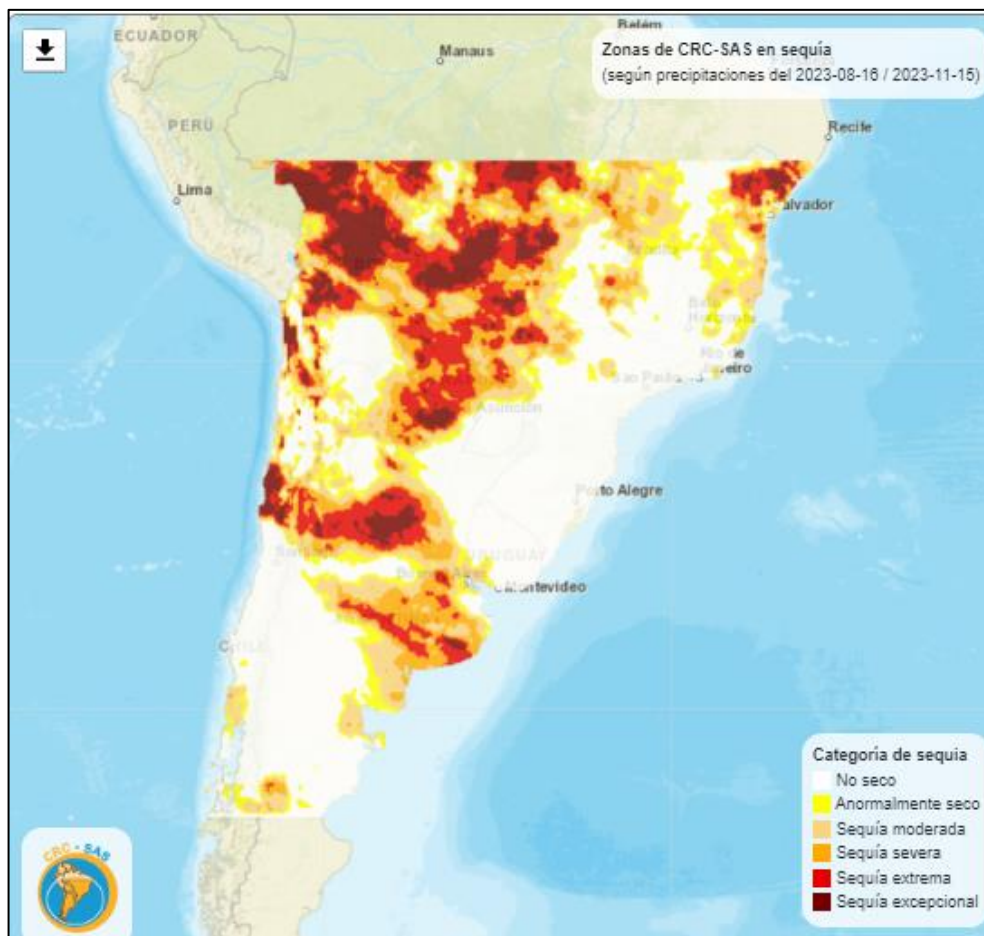 ECUADOR
Belém
Manaus
Zonas de CRC-SAS en sequía
(según precipitaciones del 2023-08-16 / 2023-11-15)
PERÚ
Recife
Lima
Salvador
Asunción
Porto Alegre
URUGUAY
Montevideo
Categoría de sequia
No seco
Anormalmente seco
Sequía moderada
Sequía severa
Sequía extrema
Sequía excepcional
CRC - SAS